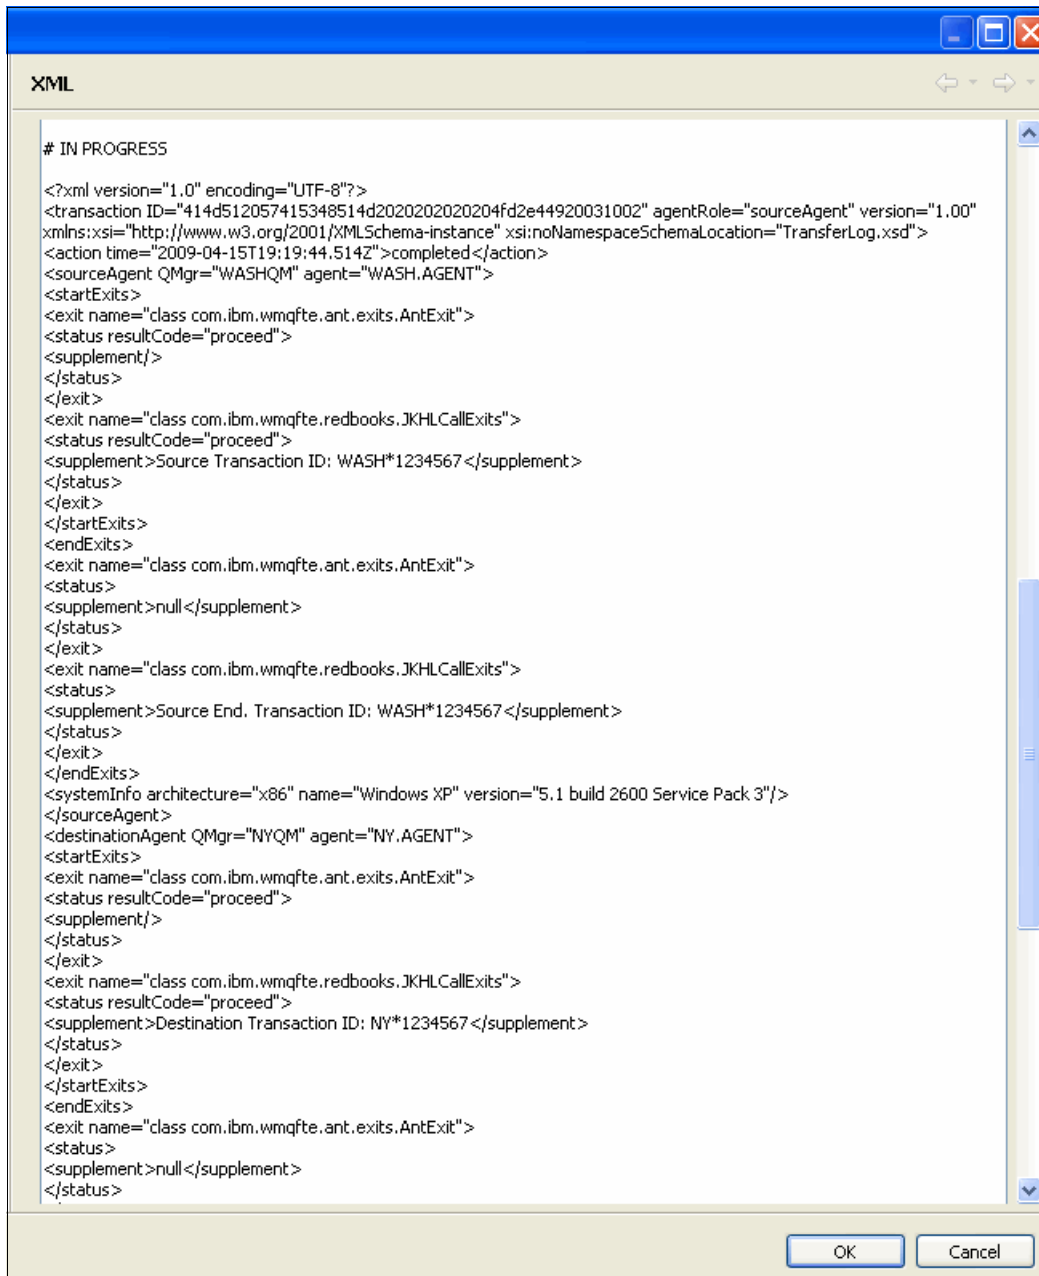 XML
# IN PROGRESS
<?xml version="1.0" encoding="UTF-8"?>
<transaction ID="414d512057415348514d2020202020204fd2e44920031002" agentRole="sourceAgent" version="1.00"
xmlns:xsi="http://www.w3.org/2001/XMLSchema-instance" xsi:noNamespaceSchemaLocation="TransferLog.xsd">
<action time="2009-04-15T19:19:44.514Z">completed</action>
<sourceAgent QMgr="WASHQM" agent="WASH.AGENT">
<startExits>
<exit name="class com.ibm.wmqfte.ant.exits.AntExit">
<status resultCode="proceed">
<supplement/>
</status>
</exit>
<exit name="class com.ibm.wmqfte.redbooks.JKHLCallExits">
<status resultCode="proceed">
<supplement>Source Transaction ID: WASH*1234567</supplement>
</status>
</exit>
</startExits>
<endExits>
<exit name="class com.ibm.wmqfte.ant.exits.AntExit">
<status>
<supplement>null</supplement>
</status>
</exit>
<exit name="class com.ibm.wmqfte.redbooks.JKHLCallExits">
<status>
<supplement>Source End. Transaction ID: WASH*1234567</supplement>
</status>
</exit>
</endExits>
<systemInfo architecture="x86" name="Windows XP" version="5.1 build 2600 Service Pack 3"/>
</sourceAgent>
<destinationAgent QMgr="NYQM" agent="NY.AGENT">
<startExits>
<exit name="class com.ibm.wmqfte.ant.exits.AntExit">
<status resultCode="proceed">
<supplement/>
</status>
</exit>
<exit name="class com.ibm.wmqfte.redbooks.JKHLCallExits">
<status resultCode="proceed">
<supplement>Destination Transaction ID: NY*1234567</supplement>
</status>
</exit>
</startExits>
<endExits>
<exit name="class com.ibm.wmqfte.ant.exits.AntExit">
<status>
<supplement>null</supplement>
</status>
OK
Cancel